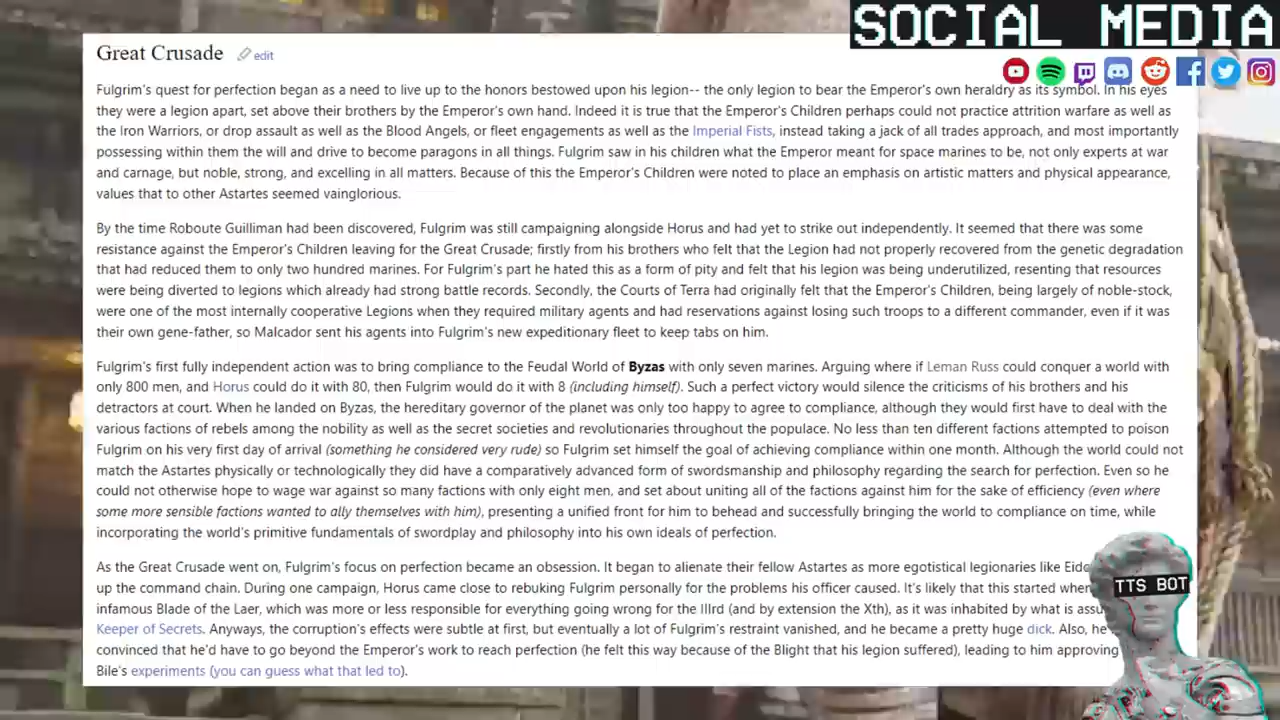 SOCIAL MEDIA
Great Crusade edit
Fulgrim's quest for perfection began as a need to live up to the honors bestowed upon his legion-- the only legion to bear the Emperor's own heraldry as its symbol. In his eyes
they were a legion apart, set above their brothers by the Emperor's own hand. Indeed it is true that the Emperor's Children perhaps could not practice attrition warfare as well as
the Iron Warriors, or drop assault as well as the Blood Angels, or fleet engagements as well as the Imperial Fists, instead taking a jack of all trades approach, and most importantly
possessing within them the will and drive to become paragons in all things. Fulgrim saw in his children what the Emperor meant for space marines to be, not only experts at war
and carnage, but noble, strong, and excelling in all matters. Because of this the Emperor's Children were noted to place an emphasis on artistic matters and physical appearance,
values that to other Astartes seemed vainglorious.
By the time Roboute Guilliman had been discovered, Fulgrim was still campaigning alongside Horus and had yet to strike out independently. It seemed that there was some
resistance against the Emperor's Children leaving for the Great Crusade; firstly from his brothers who felt that the Legion had not properly recovered from the genetic degradation
that had reduced them to only two hundred marines. For Fulgrim's part he hated this as a form of pity and felt that his legion was being underutilized, resenting that resources
were being diverted to legions which already had strong battle records. Secondly, the Courts of Terra had originally felt that the Emperor's Children, being largely of noble-stock,
were one of the most internally cooperative Legions when they required military agents and had reservations against losing such troops to a different commander, even if it was
their own gene-father, so Malcador sent his agents into Fulgrim's new expeditionary fleet to keep tabs on him.
Fulgrim's first fully independent action was to bring compliance to the Feudal World of Byzas with only seven marines. Arguing where if Leman Russ could conquer a world with
only 800 men, and Horus could do it with 80, then Fulgrim would do it with 8 (including himself). Such a perfect victory would silence the criticisms of his brothers and his
detractors at court. When he landed on Byzas, the hereditary governor of the planet was only too happy to agree to compliance, although they would first have to deal with the
various factions of rebels among the nobility as well as the secret societies and revolutionaries throughout the populace. No less than ten different factions attempted to poison
Fulgrim on his very first day of arrival (something he considered very rude) so Fulgrim set himself the goal of achieving compliance within one month. Although the world could not
match the Astartes physically or technologically they did have a comparatively advanced form of swordsmanship and philosophy regarding the search for perfection. Even so he
could not otherwise hope to wage war against so many factions with only eight men, and set about uniting all of the factions against him for the sake of efficiency (even where
some more sensible factions wanted to ally themselves with him), presenting a unified front for him to behead and successfully bringing the world to compliance on time, while
incorporating the world's primitive fundamentals of swordplay and philosophy into his own ideals of perfection.
As the Great Crusade went on, Fulgrim's focus on perfection became an obsession. It began to alienate their fellow Astartes as more egotistical legionaries like
up the command chain. During one campaign, Horus came close to rebuking Fulgrim personally for the problems his officer caused. It's likely that this started when
infamous Blade of the Laer, which was more or less responsible for everything going wrong for the IIIrd (and by extension the Xth), as it was inhabited by what is
Keeper of Secrets. Anyways, the corruption's effects were subtle at first, but eventually a lot of Fulgrim's restraint vanished, and he became a pretty huge dick. Also, he
convinced that he'd have to go beyond the Emperor's work to reach perfection (he felt this way because of the Blight that his legion suffered), leading to him approving
Bile's experiments (you can guess what that led to).
TTS BOT